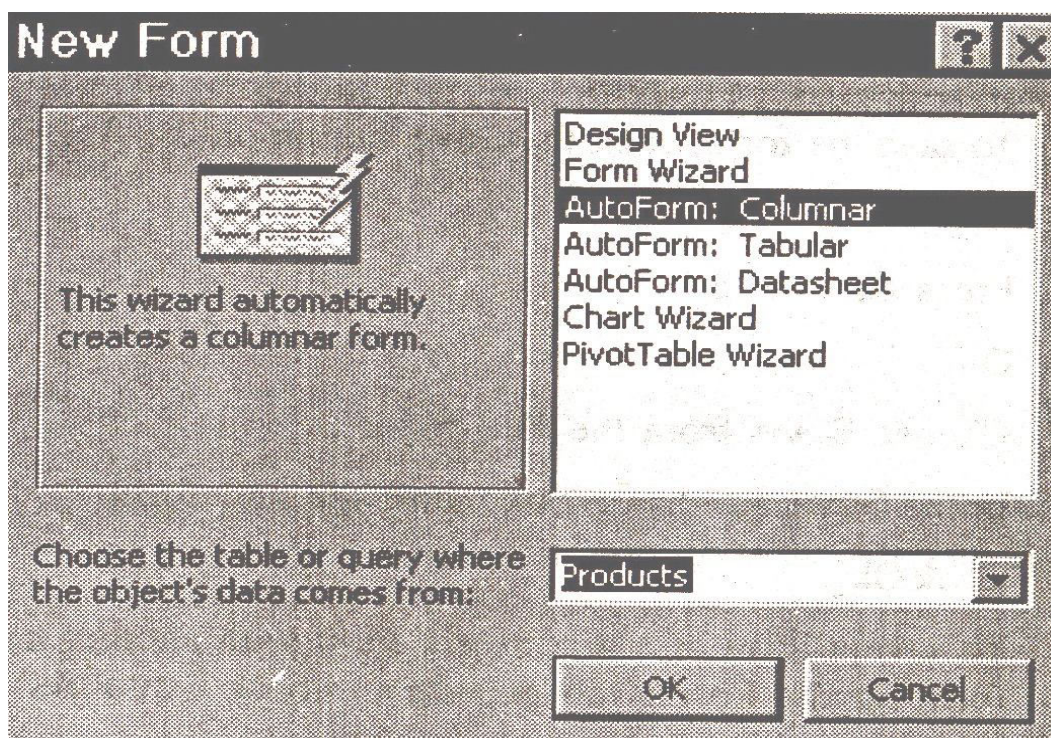 New Form
Design View
Form Wizard
AutoForm: Columnar
AutoForm: Tabular
AutoForm: Datasheet
Chart Wizard
PivotTable Wizard
This wizard automatically
creates a columnar form.
Choose the table or query where
the object's data comes from:
Products
OK
Cancel